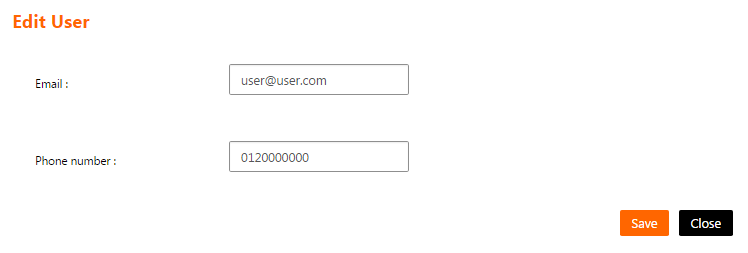 Edit User
Email :
user@user.com
Phone number :
0120000000
Save
Close